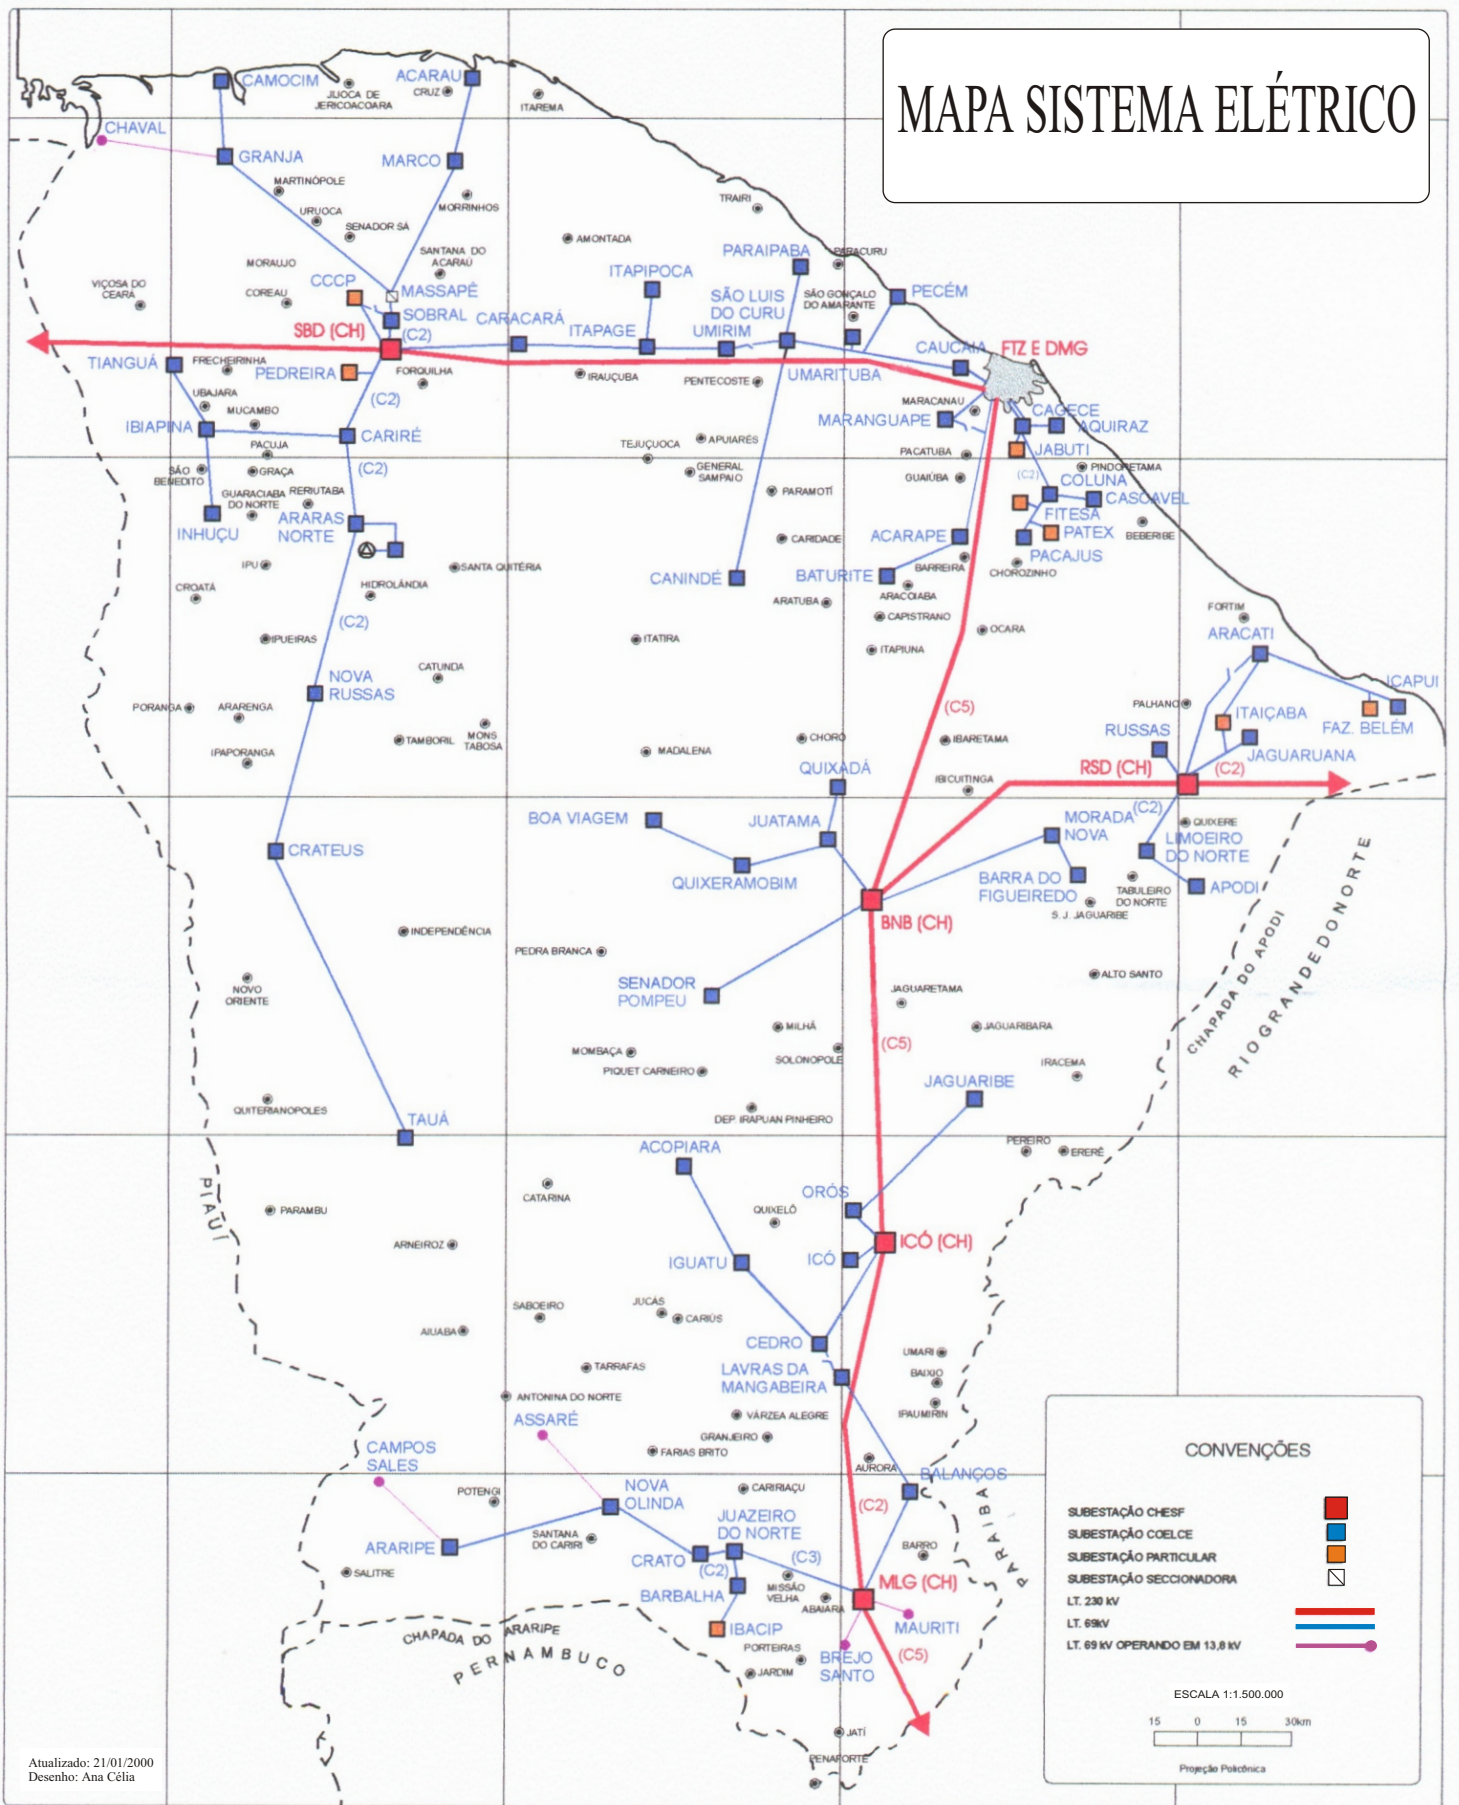 MAPA SISTEMA ELÉTRICO
CAMOCIM
JIJOCA DE
JERICOACOARA
ACARAU
CRUZ
ITAREMA
CHAVAL
GRANJA
MARCO
MARTINÓPOLE
URUOCA
SENADOR SÁ
MORRINHOS
TRAIRI
AMONTADA
SANTANA DO
ACARAÚ
MORAUJO
COREAU
CCCP
MASSAPÊ
VIÇOSA DO
CEARÁ
ITAPIPOCA
PARAIPABA
PARACURU
SÃO LUIS
DO CURU
SÃO GONÇALO
DO AMARANTE
PECÉM
SOBRAL
(C2)
SBD (CH)
CARACARÁ
ITAPAGE
UMIRIM
CAUCAIA
FTZ E DMG
TIANGUÁ
FRECHEIRINHA
PEDREIRA
FORQUILHA
IRAUÇUBA
PENTECOSTE
UMARITUBA
UBAJARA
(C2)
MUCAMBO
MARACANAU
CAGECE
AQUIRAZ
MARANGUAPE
IBIAPINA
CARIRÉ
PACUJA
TEJUÇUOCA
APUIARÉS
PACATUBA
JABUTI
SÃO
BENEDITO
GRAÇA
(C2)
GENERAL
SAMPAIO
GUAIÚBA
(C2)
PINDORETAMA
COLUNA
GUARACIABA
DO NORTE
RERIUTABA
PARAMOTÍ
CASCAVEL
INHUÇU
ARARAS
NORTE
FITESA
PATEX
BEBERIBE
CARIDADE
ACARAPE
PACAJUS
IPU
SANTA QUITÉRIA
CANINDÉ
BATURITE
BARREIRA
CHOROZINHO
CROATÁ
HIDROLÂNDIA
ARATUBA
ARACOIABA
CAPISTRANO
FORTIM
(C2)
IPUEIRAS
ITATIRA
OCARA
ITAPIUNA
ARACATI
CATUNDA
NOVA
RUSSAS
ICAPUI
PORANGA
ARARENGA
(C5)
PALHANO
ITAIÇABA
FAZ. BELÉM
TAMBORIL
MONS
TABOSA
MADALENA
CHORÓ
IBARETAMA
RUSSAS
JAGUARUANA
IPAPORANGA
QUIXADÁ
IBICUITINGA
RSD (CH)
(C2)
BOA VIAGEM
JUATAMA
MORADA
NOVA
(C2)
QUIXERE
LIMOEIRO
DO NORTE
CRATEUS
QUIXERAMOBIM
BARRA DO
FIGUEIREDO
TABULEIRO
DO NORTE
APODI
S. J. JAGUARIBE
BNB (CH)
INDEPENDÊNCIA
PEDRA BRANCA
CHAPADA DO APODI
RIO GRANDE DO NORTE
NOVO
ORIENTE
SENADOR
POMPEU
ALTO SANTO
JAGUARETAMA
MILHÃ
JAGUARIBARA
MOMBAÇA
SOLONOPOLE
(C5)
PIQUET CARNEIRO
IRACEMA
JAGUARIBE
QUITERIANOPOLES
TAUÁ
DEP. IRAPUAN PINHEIRO
ACOPIARA
PEREIRO
ERERÊ
PIAUÍ
CATARINA
ORÓS
PARAMBU
QUIXELÔ
ARNEIROZ
ICÓ (CH)
IGUATU
ICÓ
SABOEIRO
JUCÁS
CARIÚS
AIUABA
CEDRO
UMARI
TARRAFAS
LAVRAS DA
MANGABEIRA
BAIXIO
ANTONINA DO NORTE
IPAUMIRIN
ASSARÉ
VÁRZEA ALEGRE
GRANJEIRO
FARIAS BRITO
CAMPOS
SALES
AURORA
BALANÇOS
POTENGI
NOVA
OLINDA
CARIRIAÇU
(C2)
PARAIBA
JUAZEIRO
DO NORTE
SANTANA
DO CARIRI
ARARIPE
CRATO
(C3)
BARRO
SALITRE
(C2)
MISSÃO
VELHA
MLG (CH)
BARBALHA
ABAIARA
MAURITI
IBACIP
CHAPADA DO ARARIPE
PERNAMBUCO
PORTEIRAS
BREJO
SANTO
(C5)
JARDIM
JATÍ
PENAFORTE
CONVENÇÕES
SUBESTAÇÃO CHESF
SUBESTAÇÃO COELCE
SUBESTAÇÃO PARTICULAR
SUBESTAÇÃO SECCIONADORA
LT. 230 kV
LT. 69kV
LT. 69 kV OPERANDO EM 13,8 kV
ESCALA 1:1.500.000
15 0 15 30km
Projeção Policônica
Atualizado: 21/01/2000
Desenho: Ana Célia